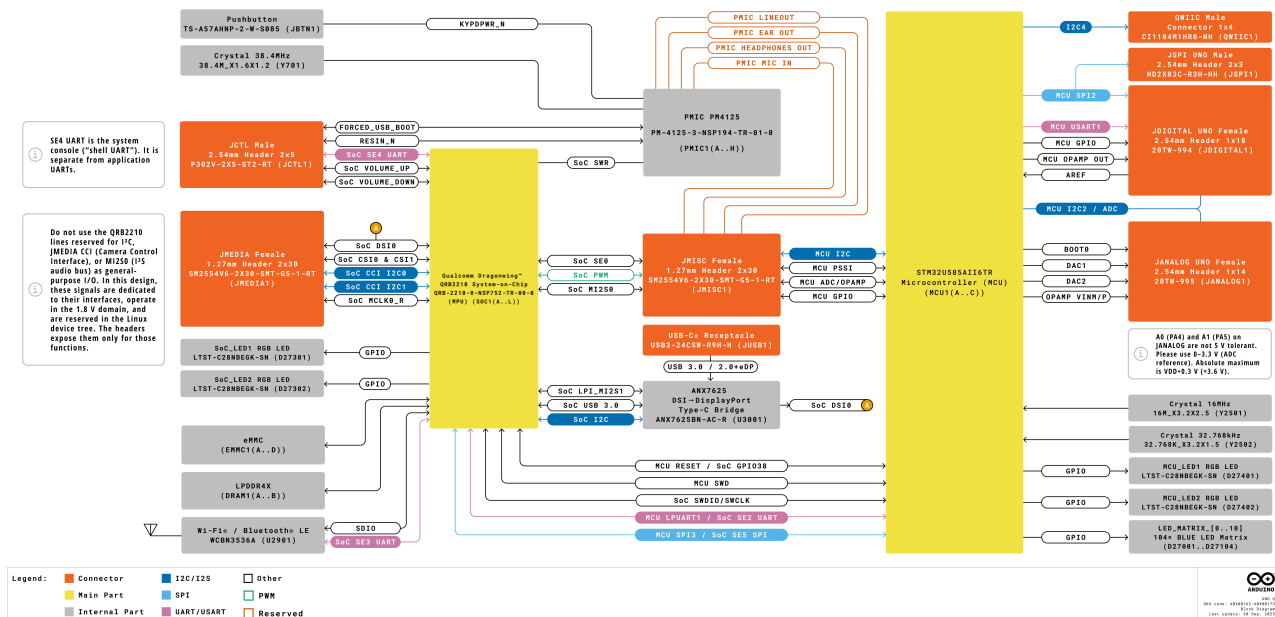 Pushbutton
TS-A57AHNP-2-W-S085 (JBTN1)
KYPDPWR_N
Crystal 38.4MHz
38.4M_X1.6X1.2 (Y701)
PMIC LINEOUT
PMIC EAR OUT
PMIC HEADPHONES OUT
PMIC MIC IN
I2C4
QWIIC Male
Connector 1x4
CI1104M1HR0-NH (QWIIC1)
JSPI UNO Male
2.54mm Header 2x3
HD2X03C-R3H-HH (JSPI1)
PMIC PM4125
PM-4125-3-NSP194-TR-01-0
(PMIC1(A..H))
MCU SPI2
MCU USART1
MCU GPIO
MCU OPAMP OUT
AREF
JDIGITAL UNO Female
2.54mm Header 1x18
20TW-994 (JDIGITAL1)
SE4 UART is the system
console ("shell UART"). It is
separate from application
UARTs.
JCTL Male
2.54mm Header 2x5
P302V-2X5-ST2-RT (JCTL1)
FORCED_USB_BOOT
RESIN_N
SoC SE4 UART
SoC VOLUME_UP
SoC VOLUME_DOWN
SoC SWR
MCU I2C2 / ADC
Do not use the QRB2210
lines reserved for I²C,
JMEDIA CCI (Camera Control
Interface), or MI2S0 (I²S
audio bus) as general-
purpose I/O. In this design,
these signals are dedicated
to their interfaces, operate
in the 1.8 V domain, and
are reserved in the Linux
device tree. The headers
expose them only for those
functions.
JMEDIA Female
1.27mm Header 2x30
SM2554V6-2X30-SMT-G5-1-RT
(JMEDIA1)
A
SoC DSI0
SoC CSI0 & CSI1
SoC CCI I2C0
SoC CCI I2C1
SoC MCLK0_R
Qualcomm Dragonwing™
QRB2210 System-on-Chip
QRB-2210-0-NSP752-TR-00-0
(MPU) (SOC1(A..L))
SoC SE0
SoC PWM
SoC MI2S0
JMISC Female
1.27mm Header 2x30
SM2554V6-2X30-SMT-G5-1-RT
(JMISC1)
MCU I2C
MCU PSSI
MCU ADC/OPAMP
MCU GPIO
STM32U585AII6TR
Microcontroller (MCU)
(MCU1(A..C))
BOOT0
DAC1
DAC2
OPAMP VINM/P
JANALOG UNO Female
2.54mm Header 1x14
20TW-995 (JANALOG1)
SoC_LED1 RGB LED
LTST-C28NBEGK-SN (D27301)
GPIO
SoC_LED2 RGB LED
LTST-C28NBEGK-SN (D27302)
GPIO
USB-C® Receptacle
USB3-24CSW-R9H-H (JUSB1)
USB 3.0 / 2.0+eDP
A0 (PA4) and A1 (PA5) on
JANALOG are not 5 V tolerant.
Please use 0–3.3 V (ADC
reference). Absolute maximum
is VDD+0.3 V (≈3.6 V).
SoC LPI_MI2S1
SoC USB 3.0
SoC I2C
ANX7625
DSI→DisplayPort
Type-C Bridge
ANX7625BN-AC-R (U3001)
SoC DSI0
A
Crystal 16MHz
16M_X3.2X2.5 (Y2501)
Crystal 32.768kHz
32.768K_X3.2X1.5 (Y2502)
eMMC
(EMMC1(A..D))
LPDDR4X
(DRAM1(A..B))
Wi-Fi® / Bluetooth® LE
WCBN3536A (U2901)
SDIO
SoC SE3 UART
MCU RESET / SoC GPIO38
MCU SWD
SoC SWDIO/SWCLK
MCU LPUART1 / SoC SE2 UART
MCU SPI3 / SoC SE5 SPI
GPIO
MCU_LED1 RGB LED
LTST-C28NBEGK-SN (D27401)
GPIO
MCU_LED2 RGB LED
LTST-C28NBEGK-SN (D27402)
GPIO
LED_MATRIX_[0..10]
104× BLUE LED Matrix
(D27001..D27104)
Legend:
Connector
I2C/I2S
Other
Main Part
SPI
PWM
Internal Part
UART/USART
Reserved
ARDUINO
UNO Q
SKU code: ABX00162-ABX00173
Block Diagram
Last update: 30 Sep, 2025